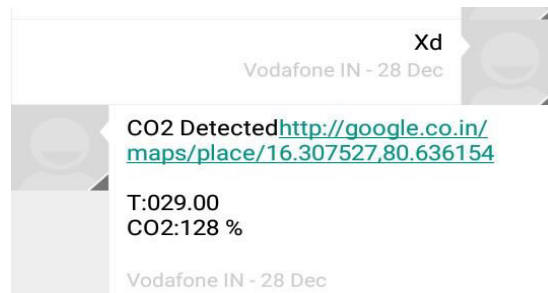 Xd
Vodafone IN - 28 Dec
CO2 Detectedhttp://google.co.in/
maps/place/16.307527,80.636154
T:029.00
CO2:128 %
Vodafone IN - 28 Dec